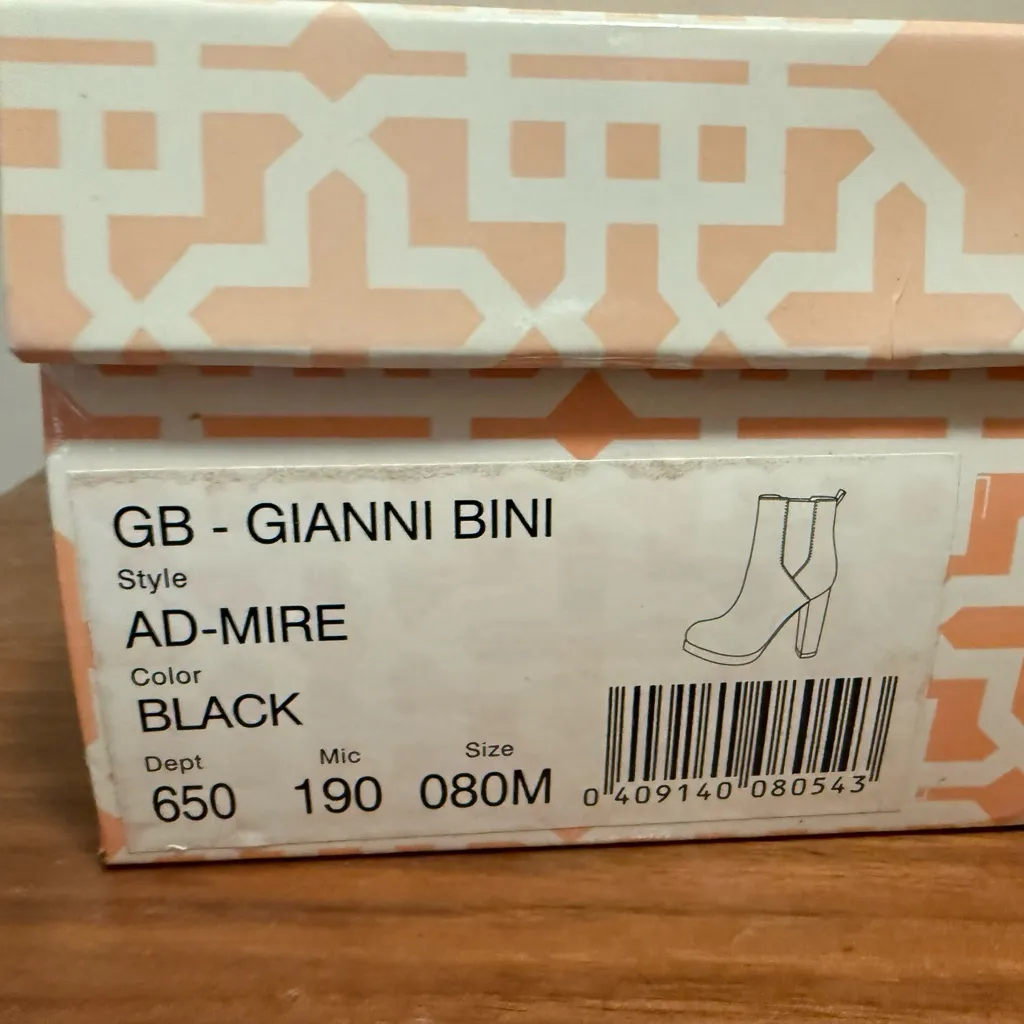 GB - GIANNI BINI
Style
AD-MIRE
Color
BLACK
Dept Mic Size
650 190 080M
0 409140 080543